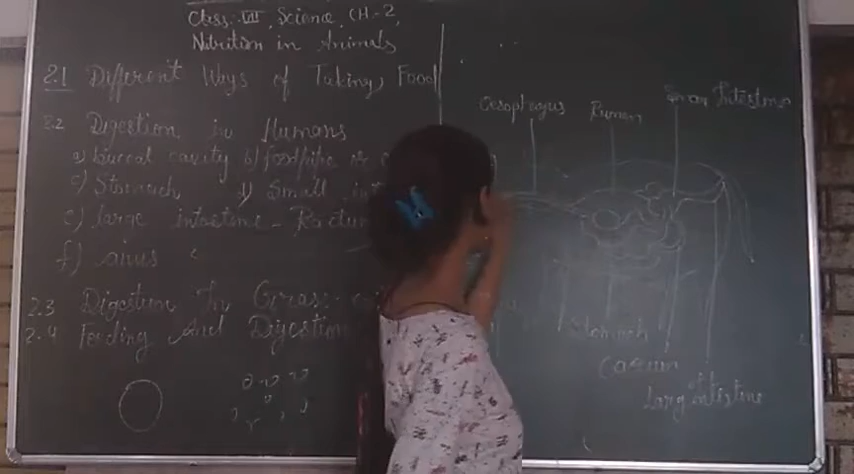 Class: VII, Science, CH-2,
Nutrition in Animals
2.1 Different Ways of Taking Food
2.2 Digestion in Humans
a) buccal cavity b) foodpipe
c) Stomach d) Small
e) large intestine - Rectum
f) anus
2.3 Digestion In Grass
2.4 Feeding And Digestion
Oesophagus Rumen Intestine
Stomach
Caecum
Larg intestine